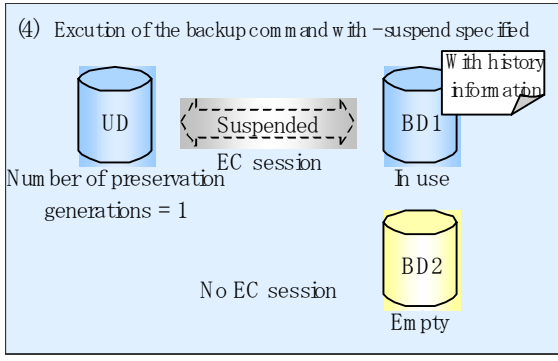 (4) Excution of the backup command with -suspend specified
With history
information
UD
Suspended
BD1
EC session
Number of preservation
generations = 1
In use
BD2
No EC session
Empty